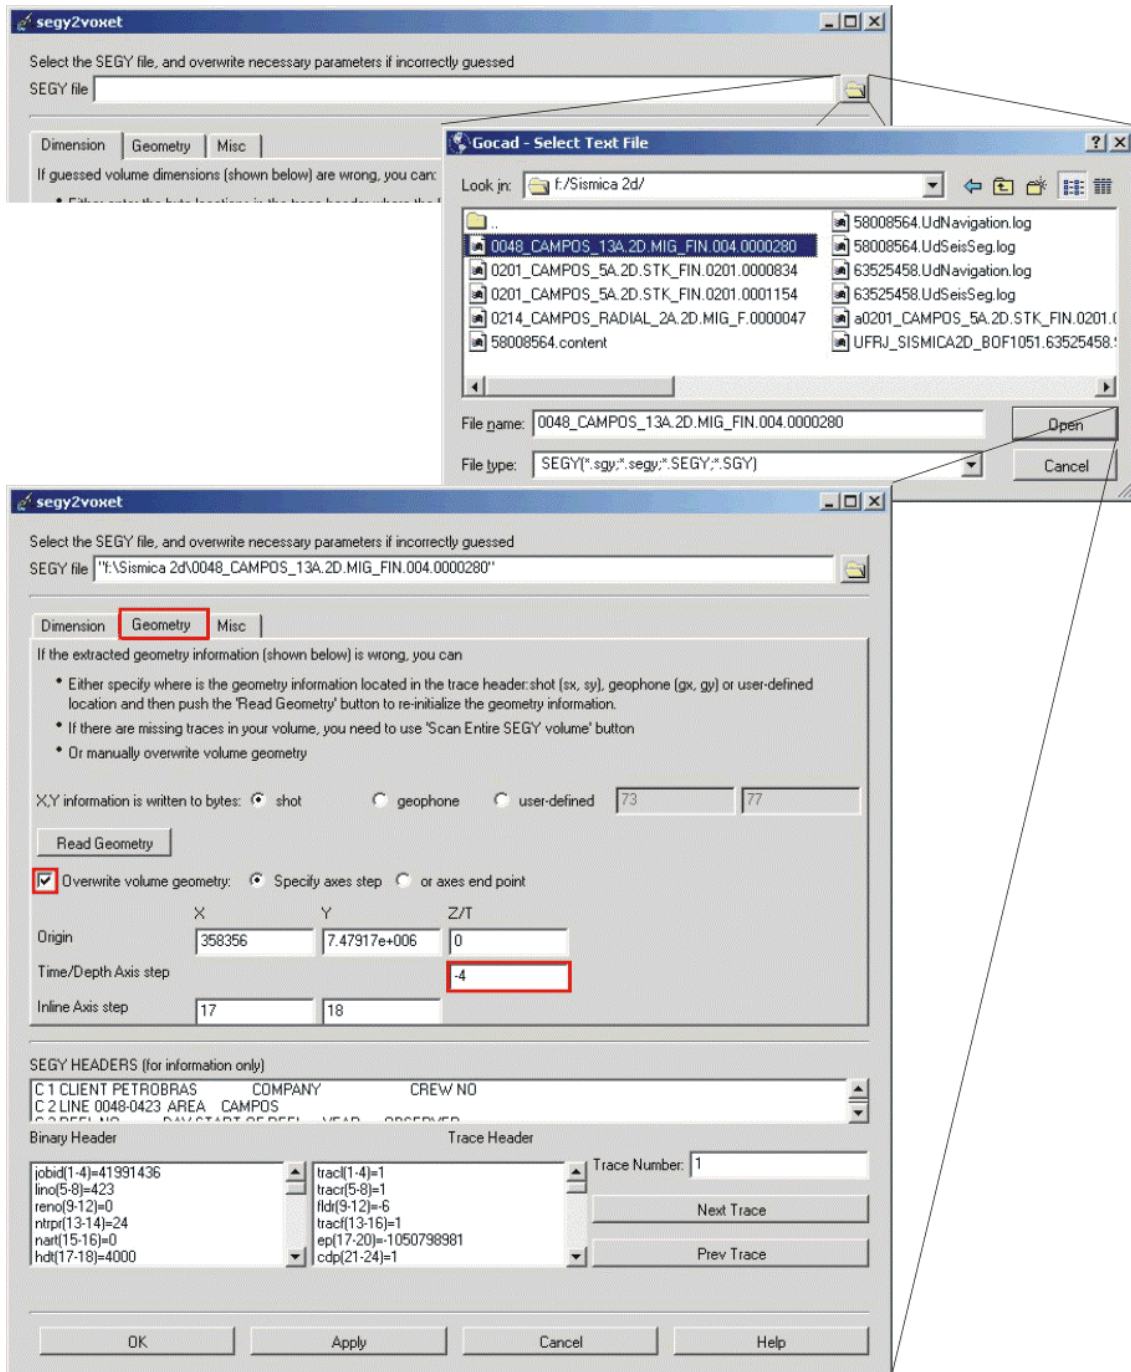 segy2voxet
Select the SEGY file, and overwrite necessary parameters if incorrectly guessed
SEGY file
Dimension Geometry Misc
If guessed volume dimensions (shown below) are wrong, you can:
Gocad - Select Text File
Look in: f:/Sismica 2d/
..
0048_CAMPOS_13A.2D.MIG_FIN.004.0000280
0201_CAMPOS_5A.2D.STK_FIN.0201.0000834
0201_CAMPOS_5A.2D.STK_FIN.0201.0001154
0214_CAMPOS_RADIAL_2A.2D.MIG_F.0000047
58008564.content
58008564.UdNavigation.log
58008564.UdSeisSeg.log
63525458.UdNavigation.log
63525458.UdSeisSeg.log
a0201_CAMPOS_5A.2D.STK_FIN.0201.(
UFRJ_SISMICA2D_BOF1051.63525458.
File name: 0048_CAMPOS_13A.2D.MIG_FIN.004.0000280 Open
File type: SEGY(*.sgy;*.segy;*.SEGY;*.SGY) Cancel
segy2voxet
Select the SEGY file, and overwrite necessary parameters if incorrectly guessed
SEGY file "f:\Sismica 2d\0048_CAMPOS_13A.2D.MIG_FIN.004.0000280"
Dimension Geometry Misc
If the extracted geometry information (shown below) is wrong, you can
• Either specify where is the geometry information located in the trace header:shot (sx, sy), geophone (gx, gy) or user-defined
location and then push the 'Read Geometry' button to re-initialize the geometry information.
• If there are missing traces in your volume, you need to use 'Scan Entire SEGY volume' button
• Or manually overwrite volume geometry
X,Y information is written to bytes: shot geophone user-defined 73 77
Read Geometry
Overwrite volume geometry: Specify axes step or axes end point
X Y Z/T
Origin 358356 7.47917e+006 0
Time/Depth Axis step -4
Inline Axis step 17 18
SEGY HEADERS (for information only)
C 1 CLIENT PETROBRAS COMPANY CREW NO
C 2 LINE 0048-0423 AREA CAMPOS
Binary Header Trace Header
jobid(1-4)=41991436
lino(5-8)=423
reno(9-12)=0
ntrpr(13-14)=24
nart(15-16)=0
hdt(17-18)=4000
tracl(1-4)=1
tracr(5-8)=1
fldr(9-12)=-6
tracf(13-16)=1
ep(17-20)=-1050798981
cdp(21-24)=1
Trace Number: 1
Next Trace
Prev Trace
OK Apply Cancel Help